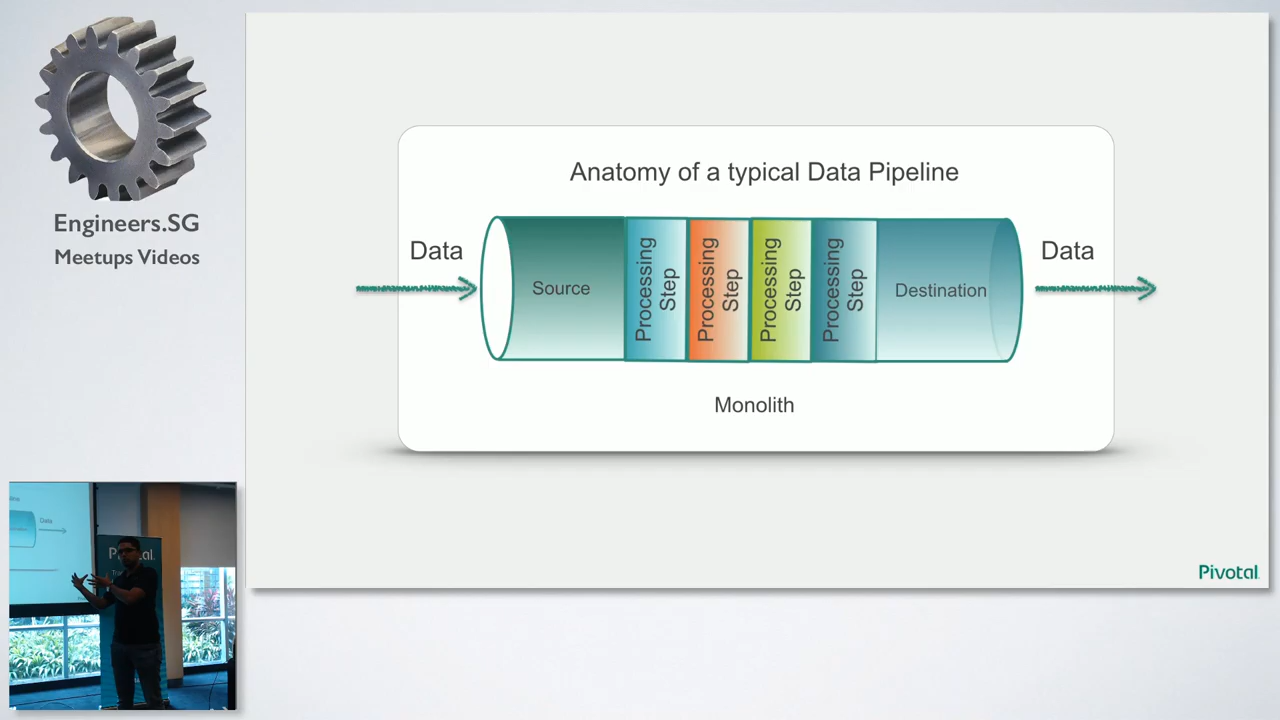 Engineers.SG
Meetups Videos
Anatomy of a typical Data Pipeline
Data
Source
Processing
Step
Processing
Step
Processing
Step
Processing
Step
Destination
Data
Monolith
Pivotal
Data